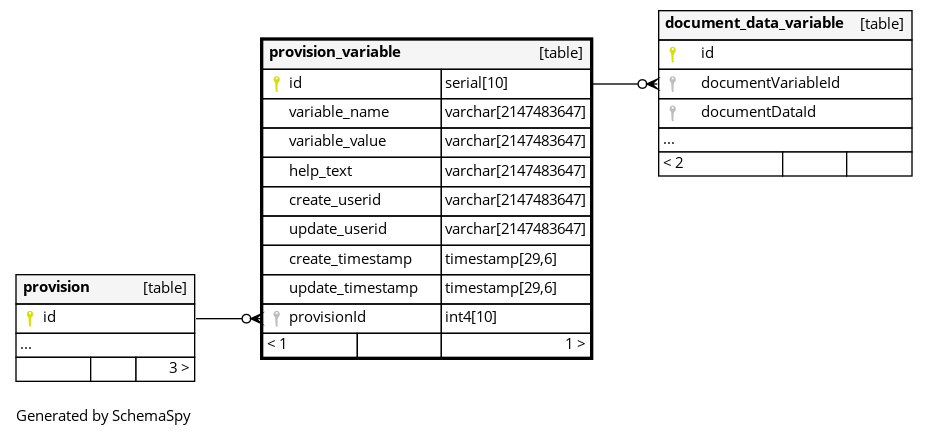 document_data_variable [table]
id
documentVariableId
documentDataId
...
< 2
provision_variable [table]
id serial[10]
variable_name varchar[2147483647]
variable_value varchar[2147483647]
help_text varchar[2147483647]
create_userid varchar[2147483647]
update_userid varchar[2147483647]
create_timestamp timestamp[29,6]
update_timestamp timestamp[29,6]
provisionId int4[10]
< 1 1 >
provision [table]
id
...
3 >
Generated by SchemaSpy